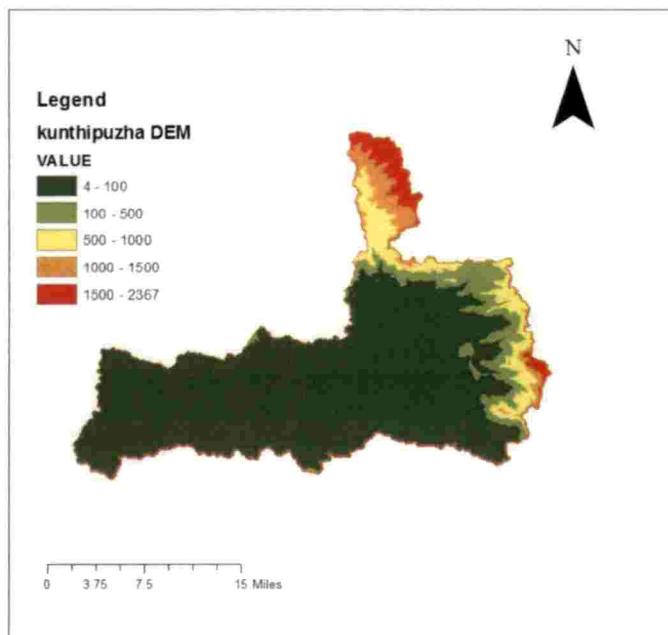 N
Legend
kunthipuzha DEM
VALUE
4 - 100
100 - 500
500 - 1000
1000 - 1500
1500 - 2367
0 3.75 7.5 15 Miles